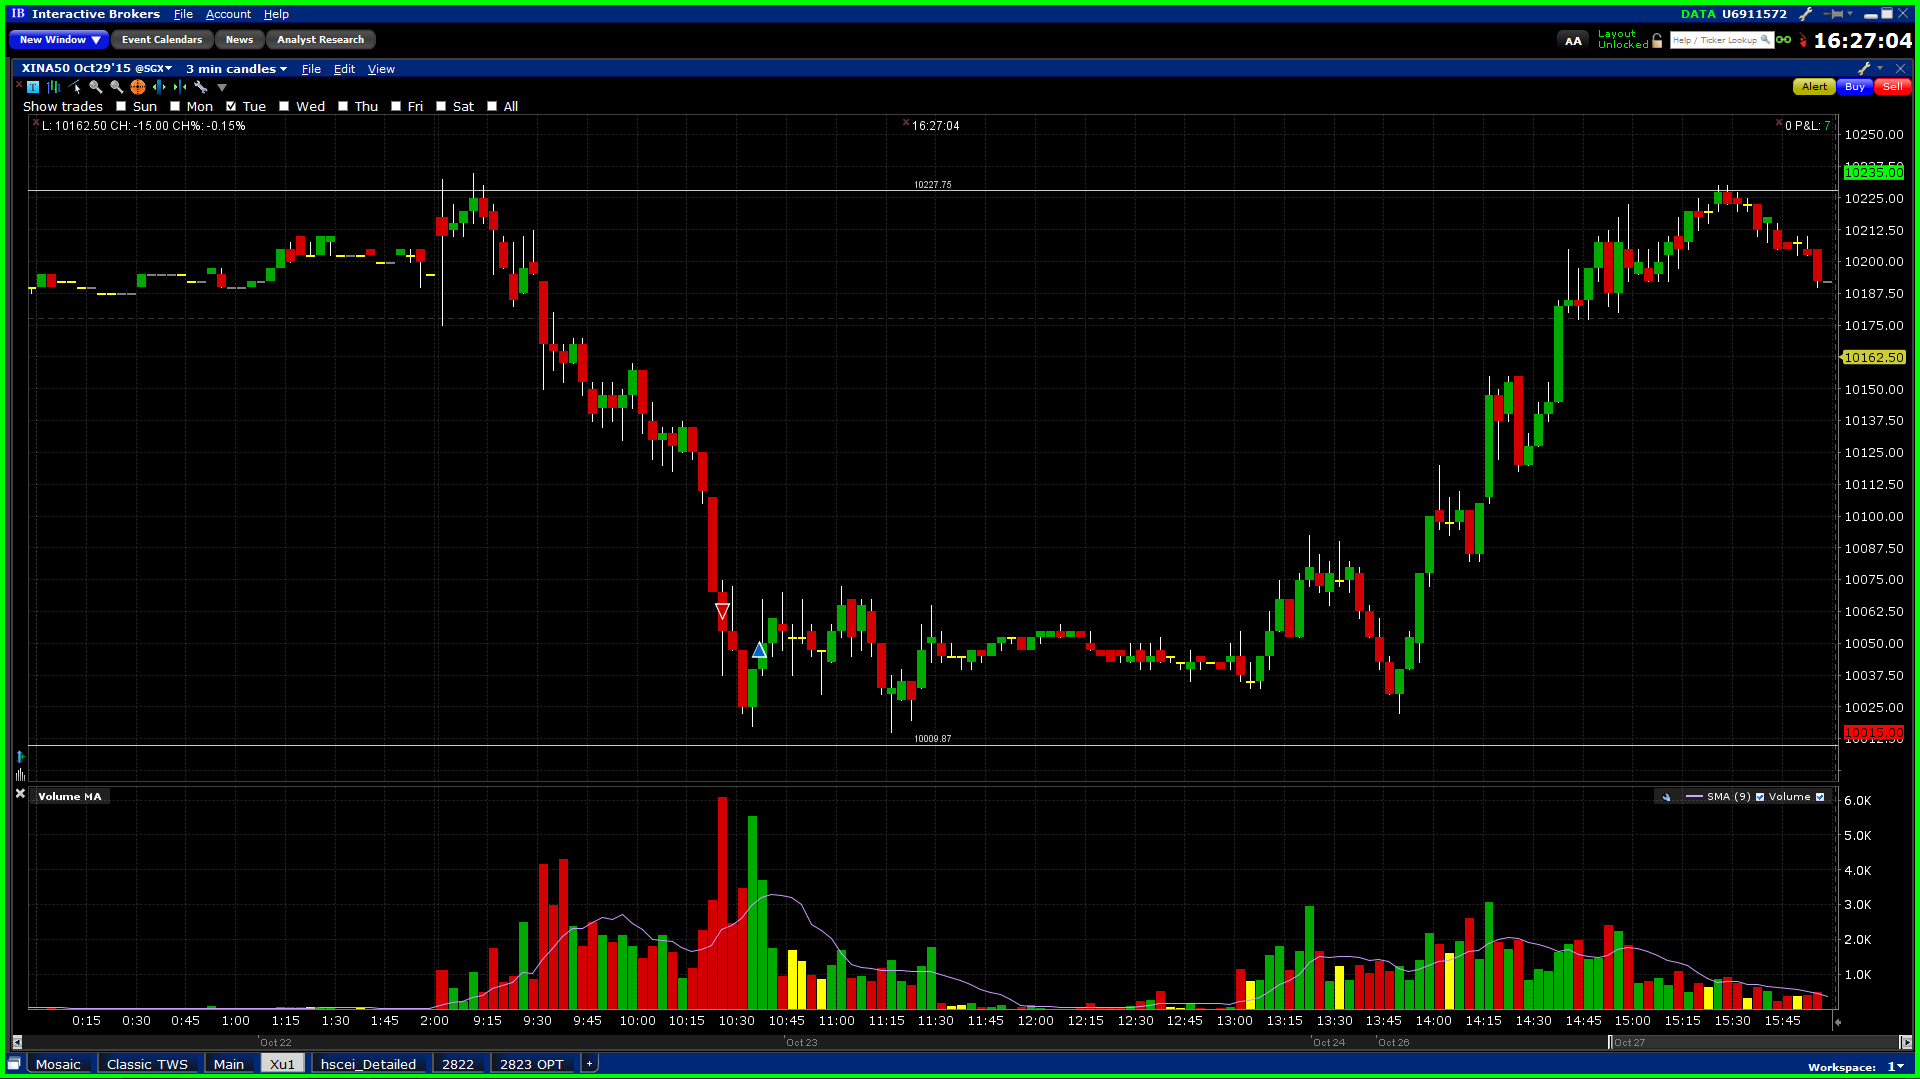 IB Interactive Brokers File Account Help DATA U6911572
New Window Event Calendars News Analyst Research AA Layout Unlocked Help / Ticker Lookup 16:27:04
XINA50 Oct29'15 @SGX 3 min candles File Edit View
Alert Buy Sell
Show trades Sun Mon Tue Wed Thu Fri Sat All
L: 10162.50 CH: -15.00 CH%: -0.15% 16:27:04 0 P&L: 7
10250.00
10235.00
10227.75
10225.00
10212.50
10200.00
10187.50
10175.00
10162.50
10150.00
10137.50
10125.00
10112.50
10100.00
10087.50
10075.00
10062.50
10050.00
10037.50
10025.00
10015.00
10009.87
Volume MA SMA (9) Volume
6.0K
5.0K
4.0K
3.0K
2.0K
1.0K
0:15 0:30 0:45 1:00 1:15 1:30 1:45 2:00 9:15 9:30 9:45 10:00 10:15 10:30 10:45 11:00 11:15 11:30 11:45 12:00 12:15 12:30 12:45 13:00 13:15 13:30 13:45 14:00 14:15 14:30 14:45 15:00 15:15 15:30 15:45
Oct 22 Oct 23 Oct 24 Oct 26 Oct 27
Mosaic Classic TWS Main Xu1 hscei_Detailed 2822 2823 OPT +
Workspace: 1